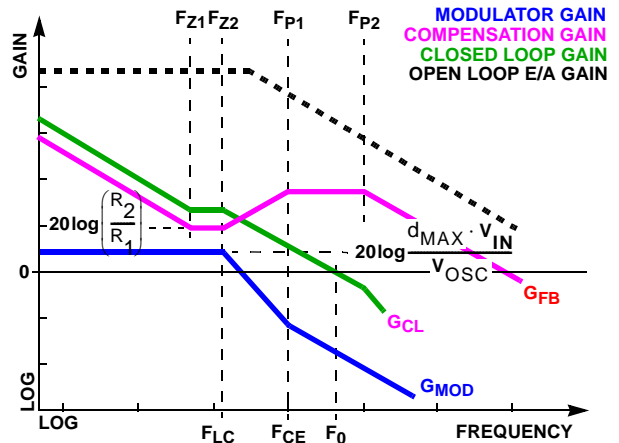 F_Z1 F_Z2 F_P1 F_P2
MODULATOR GAIN
COMPENSATION GAIN
CLOSED LOOP GAIN
OPEN LOOP E/A GAIN
GAIN
20log(R_2/R_1)
20log d_MAX · V_IN / V_OSC
0
G_FB
G_CL
G_MOD
LOG
LOG
F_LC F_CE F_0 FREQUENCY